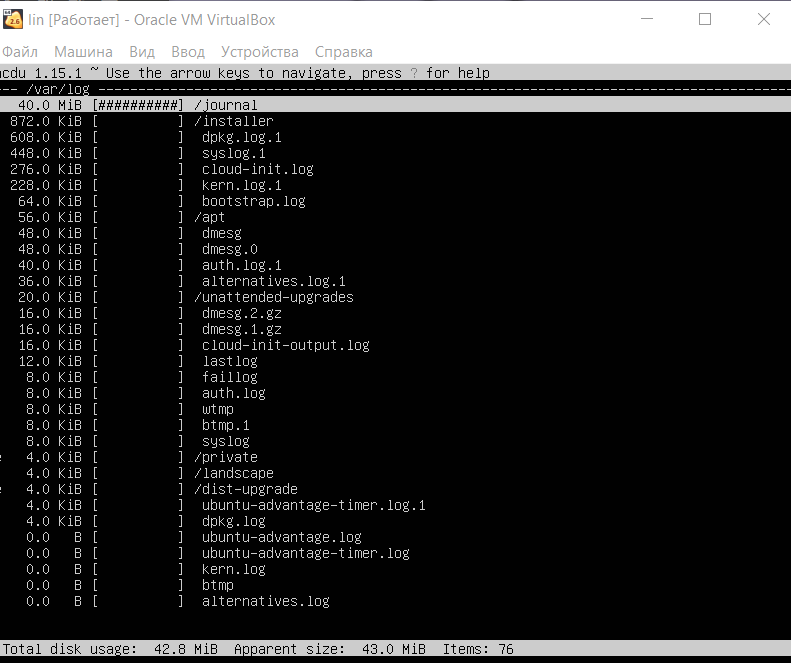 lin [Работает] - Oracle VM VirtualBox
Файл Машина Вид Ввод Устройства Справка
ncdu 1.15.1 ~ Use the arrow keys to navigate, press ? for help
--- /var/log ---
40.0 MiB [##########] /journal
872.0 KiB [          ] /installer
608.0 KiB [          ]  dpkg.log.1
448.0 KiB [          ]  syslog.1
276.0 KiB [          ]  cloud-init.log
228.0 KiB [          ]  kern.log.1
64.0 KiB [          ]  bootstrap.log
56.0 KiB [          ] /apt
48.0 KiB [          ]  dmesg
48.0 KiB [          ]  dmesg.0
40.0 KiB [          ]  auth.log.1
36.0 KiB [          ]  alternatives.log.1
20.0 KiB [          ] /unattended-upgrades
16.0 KiB [          ]  dmesg.2.gz
16.0 KiB [          ]  dmesg.1.gz
16.0 KiB [          ]  cloud-init-output.log
12.0 KiB [          ]  lastlog
8.0 KiB [          ]  faillog
8.0 KiB [          ]  auth.log
8.0 KiB [          ]  wtmp
8.0 KiB [          ]  btmp.1
8.0 KiB [          ]  syslog
e 4.0 KiB [          ] /private
4.0 KiB [          ] /landscape
e 4.0 KiB [          ] /dist-upgrade
4.0 KiB [          ]  ubuntu-advantage-timer.log.1
4.0 KiB [          ]  dpkg.log
0.0   B [          ]  ubuntu-advantage.log
0.0   B [          ]  ubuntu-advantage-timer.log
0.0   B [          ]  kern.log
0.0   B [          ]  btmp
0.0   B [          ]  alternatives.log
Total disk usage:  42.8 MiB  Apparent size:  43.0 MiB  Items: 76